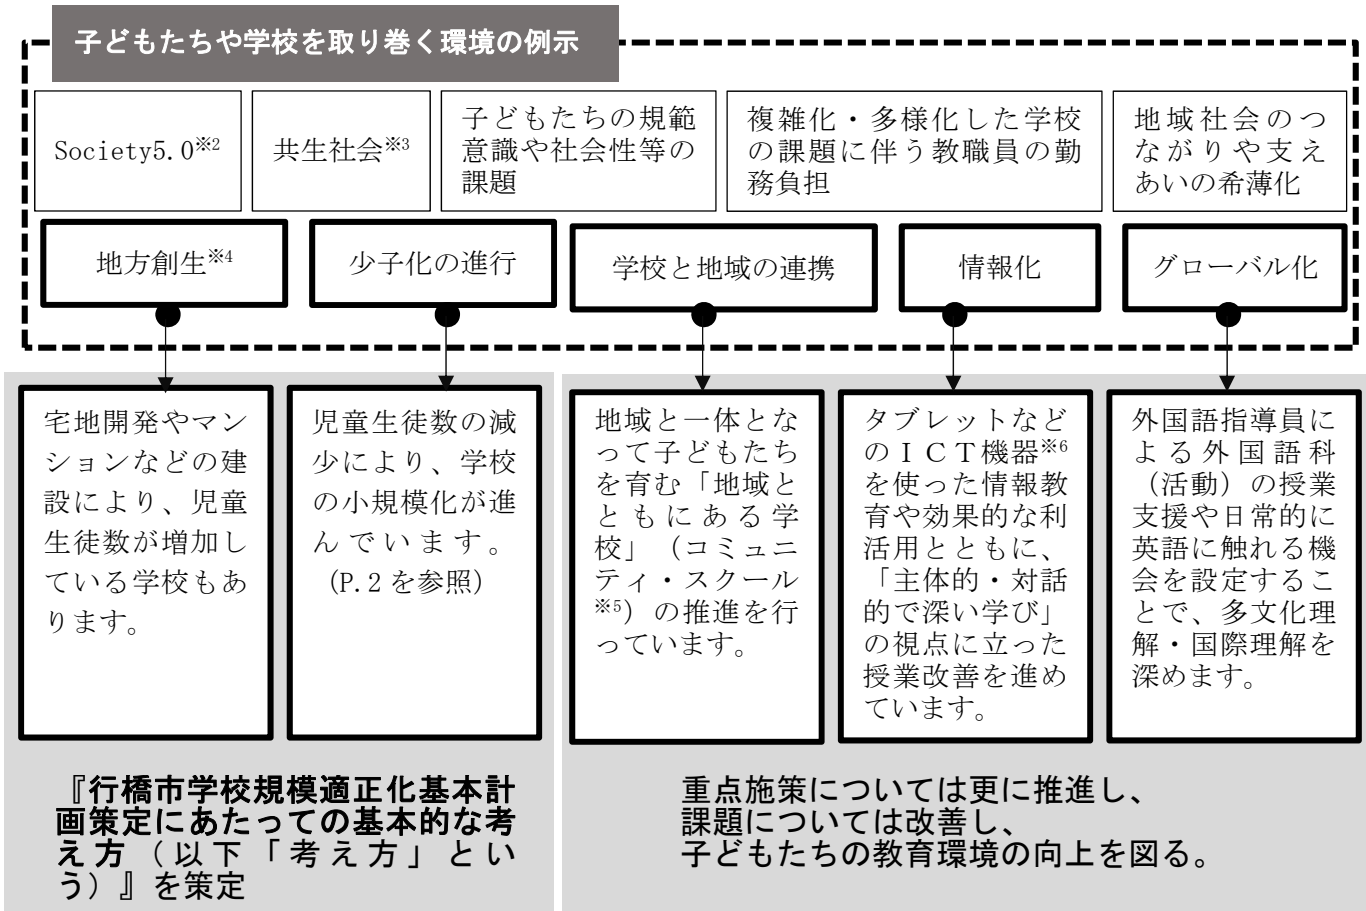 子どもたちや学校を取り巻く環境の例示
Society5.0※2
共生社会※3
子どもたちの規範
意識や社会性等の
課題
複雑化・多様化した学校
の課題に伴う教職員の勤
務負担
地域社会のつ
ながりや支え
あいの希薄化
地方創生※4
少子化の進行
学校と地域の連携
情報化
グローバル化
宅地開発やマン
ションなどの建
設により、児童
生徒数が増加し
ている学校もあ
ります。
児童生徒数の減
少により、学校
の小規模化が進
んでいます。
(P.2を参照)
地域と一体とな
って子どもたち
を育む「地域と
ともにある学
校」（コミュニ
ティ・スクール
※5）の推進を行
っています。
タブレットなど
のＩＣＴ機器※6
を使った情報教
育や効果的な利
活用とともに、
「主体的・対話
的で深い学び」
の視点に立った
授業改善を進め
ています。
外国語指導員に
よる外国語科
（活動）の授業
支援や日常的に
英語に触れる機
会を設定するこ
とで、多文化理
解・国際理解を
深めます。
『行橋市学校規模適正化基本計
画策定にあたっての基本的な考
え方（以下「考え方」とい
う）』を策定
重点施策については更に推進し、
課題については改善し、
子どもたちの教育環境の向上を図る。